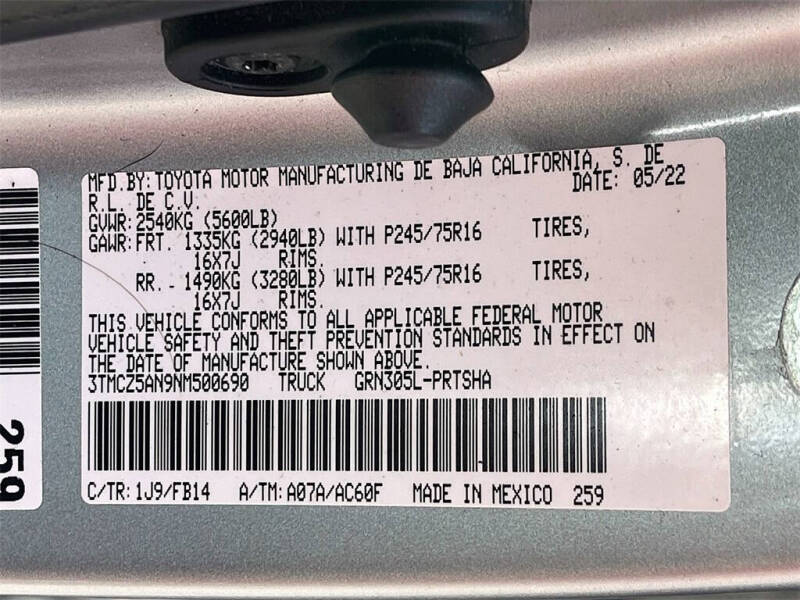 MFD.BY:TOYOTA MOTOR MANUFACTURING DE BAJA CALIFORNIA, S. DE
R.L. DE C.V. DATE: 05/22
GVWR:2540KG (5600LB)
GAWR:FRT. 1335KG (2940LB) WITH P245/75R16 TIRES,
16X7J RIMS.
RR. 1490KG (3280LB) WITH P245/75R16 TIRES,
16X7J RIMS.
THIS VEHICLE CONFORMS TO ALL APPLICABLE FEDERAL MOTOR
VEHICLE SAFETY AND THEFT PREVENTION STANDARDS IN EFFECT ON
THE DATE OF MANUFACTURE SHOWN ABOVE.
3TMCZ5AN9NM500690 TRUCK GRN305L-PRTSHA
C/TR:1J9/FB14 A/TM:A07A/AC60F MADE IN MEXICO 259
259